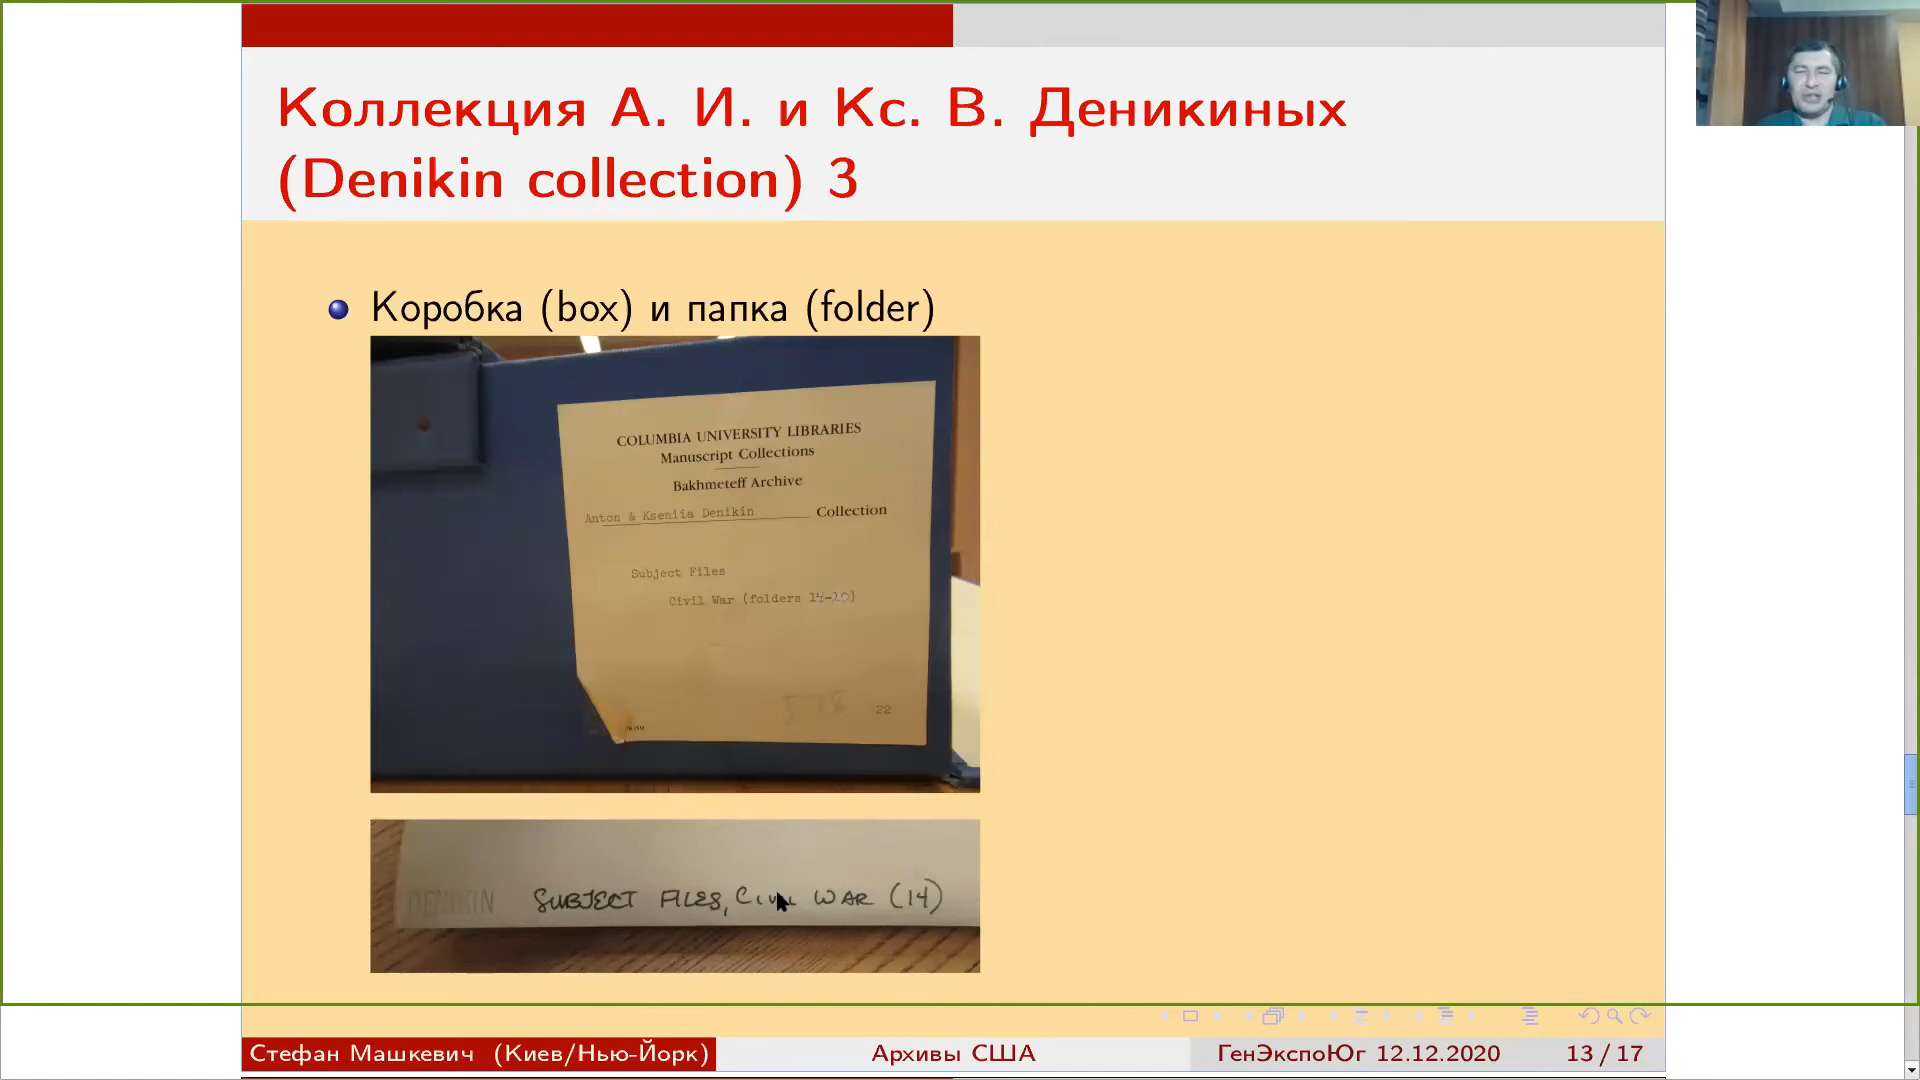 Коллекция А. И. и Кс. В. Деникиных
(Denikin collection) 3
Коробка (box) и папка (folder)
COLUMBIA UNIVERSITY LIBRARIES
Manuscript Collections
Bakhmeteff Archive
Anton & Kseniia Denikin Collection
Subject Files
Civil War (folders 14-20)
22
DENIKIN SUBJECT FILES, CIVIL WAR (14)
Стефан Машкевич (Киев/Нью-Йорк) Архивы США ГенЭкспоЮг 12.12.2020 13 / 17